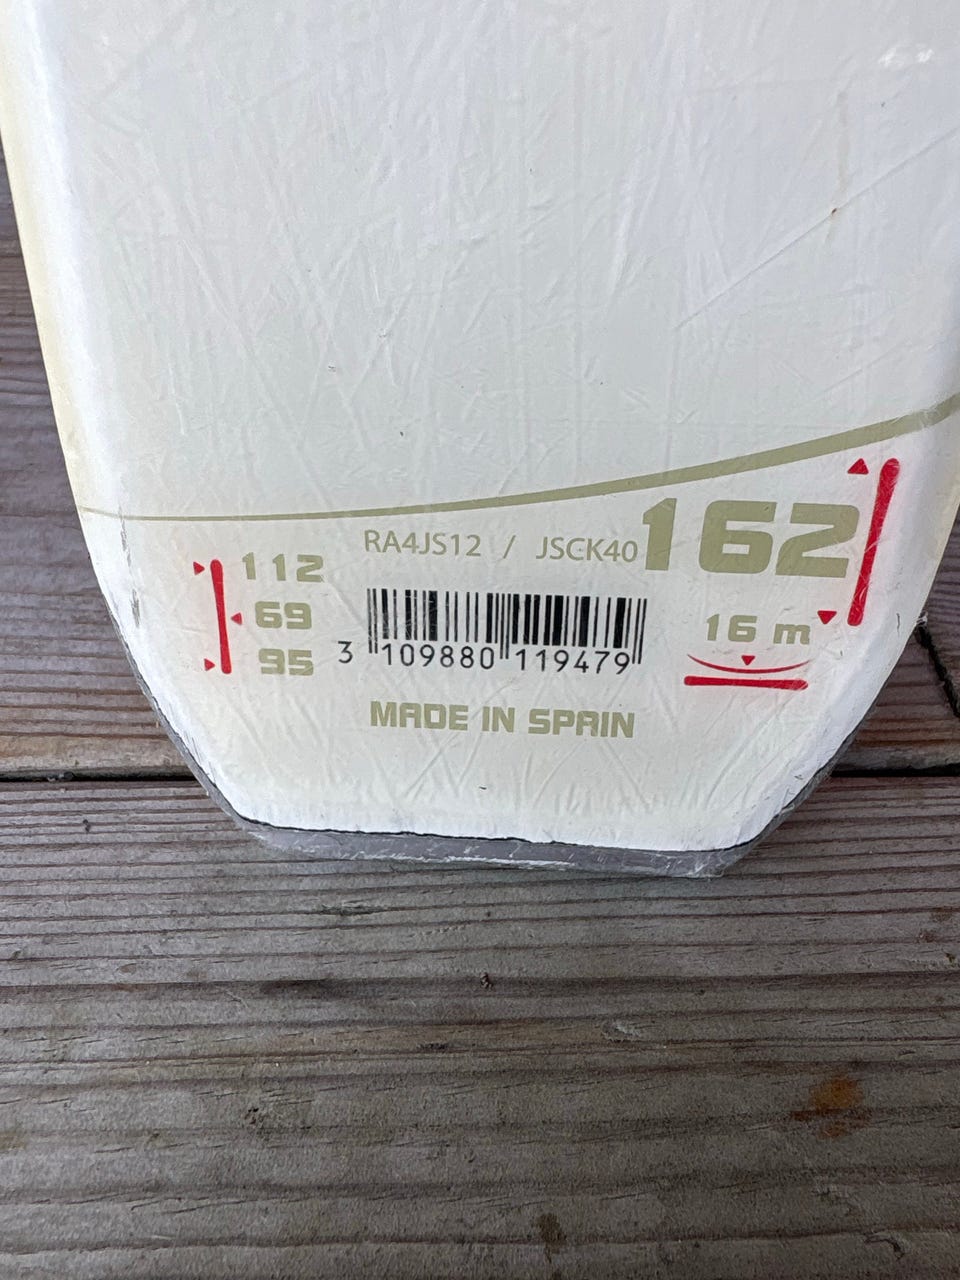 RA4JS12 / JSCK40
162
112
69
95
16 m
3 109880 119479
MADE IN SPAIN